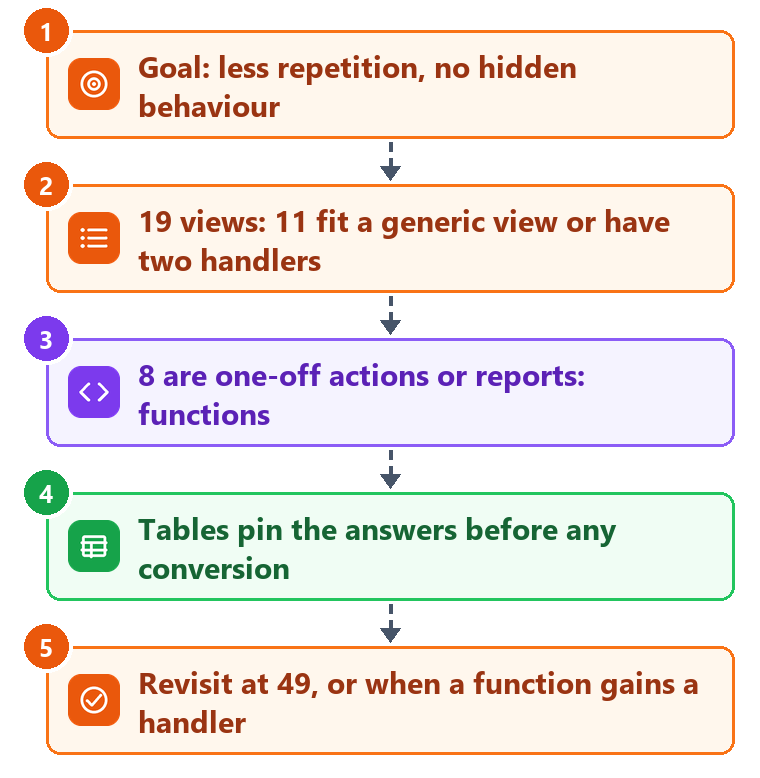 1
Goal: less repetition, no hidden
behaviour
2
19 views: 11 fit a generic view or have
two handlers
3
8 are one-off actions or reports:
functions
4
Tables pin the answers before any
conversion
5
Revisit at 49, or when a function gains a
handler